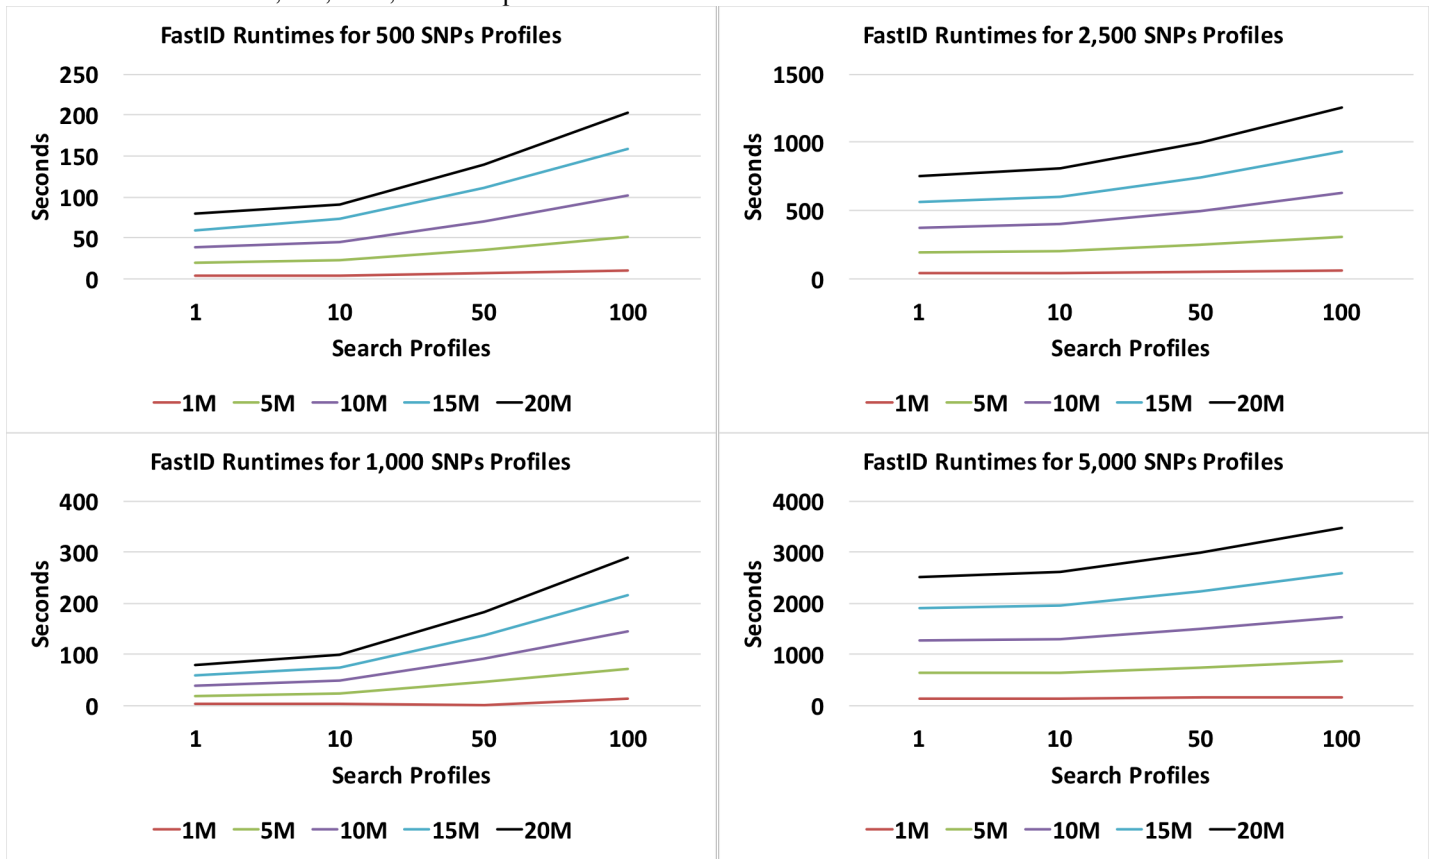 FastID Runtimes for 500 SNPs Profiles
250
200
150
100
50
0
Seconds
1 10 50 100
Search Profiles
1M 5M 10M 15M 20M
FastID Runtimes for 2,500 SNPs Profiles
1500
1000
500
0
Seconds
1 10 50 100
Search Profiles
1M 5M 10M 15M 20M
FastID Runtimes for 1,000 SNPs Profiles
400
300
200
100
0
Seconds
1 10 50 100
Search Profiles
1M 5M 10M 15M 20M
FastID Runtimes for 5,000 SNPs Profiles
4000
3000
2000
1000
0
Seconds
1 10 50 100
Search Profiles
1M 5M 10M 15M 20M